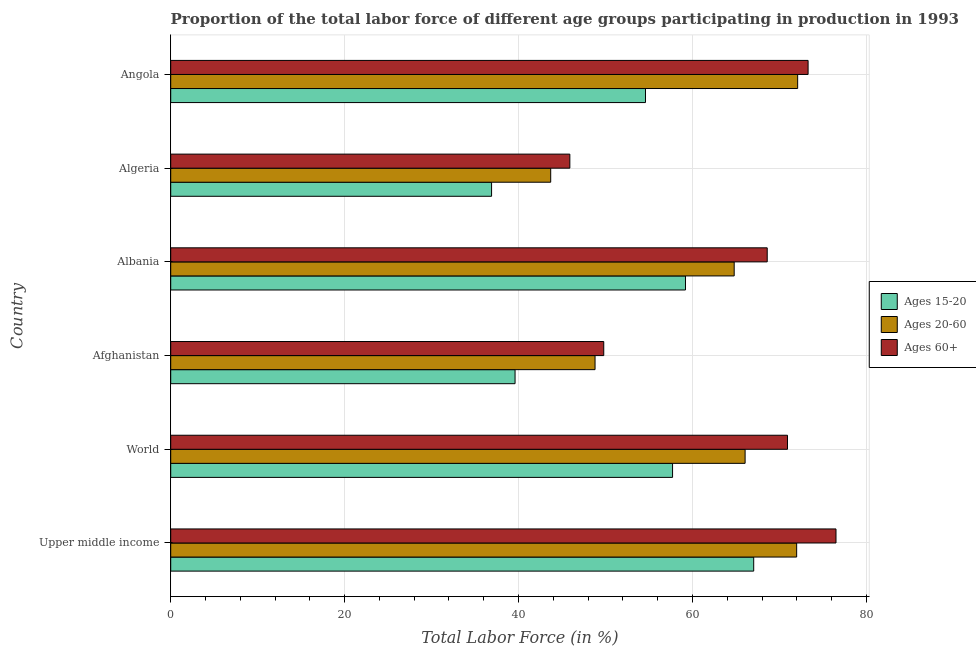 Proportion of the total labor force of different age groups participating in production in 1993
Angola
Algeria
Albania
Afghanistan
World
Upper middle income
Country
0
20
40
60
80
Total Labor Force (in %)
Ages 15-20
Ages 20-60
Ages 60+